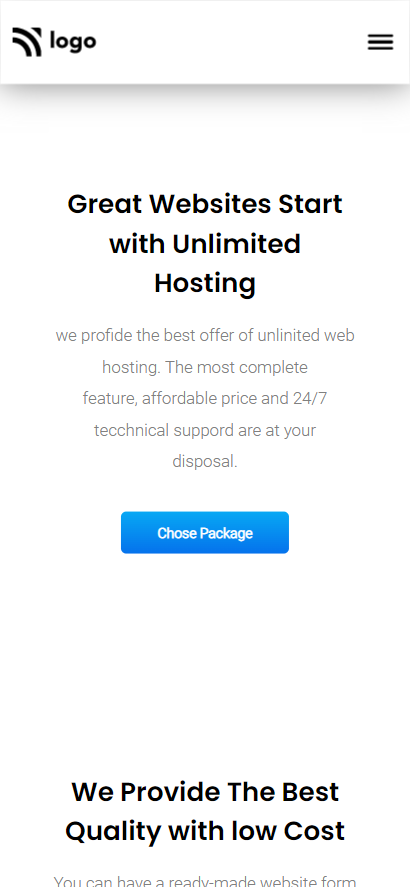 logo
Great Websites Start
with Unlimited
Hosting
we profide the best offer of unlinited web
hosting. The most complete
feature, affordable price and 24/7
tecchnical suppord are at your
disposal.
Chose Package
We Provide The Best
Quality with low Cost
You can have a ready-made website form